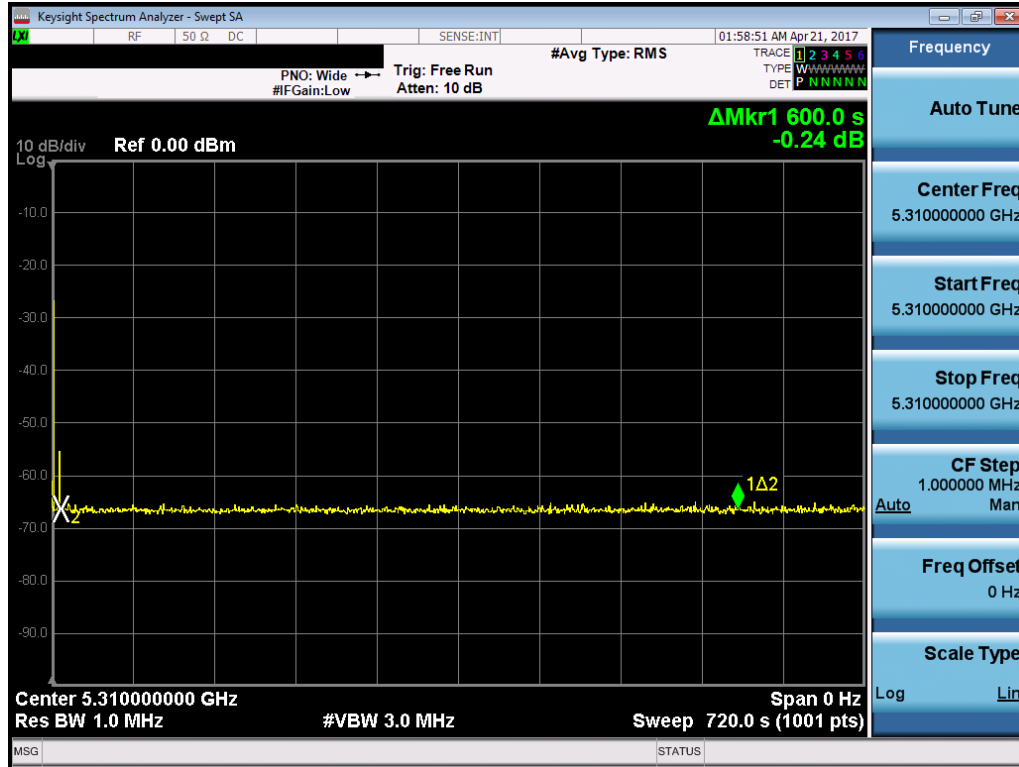 Keysight Spectrum Analyzer - Swept SA
LXI RF 50 Ω DC SENSE:INT 01:58:51 AM Apr 21, 2017
PNO: Wide
IFGain:Low
Trig: Free Run
Atten: 10 dB
#Avg Type: RMS
TRACE 1 2 3 4 5 6
TYPE WWWWWW
DET P N N N N N
ΔMkr1 600.0 s
-0.24 dB
10 dB/div Ref 0.00 dBm
Log
-10.0
-20.0
-30.0
-40.0
-50.0
-60.0
-70.0
-80.0
-90.0
1Δ2
2
Center 5.310000000 GHz Span 0 Hz
Res BW 1.0 MHz #VBW 3.0 MHz Sweep 720.0 s (1001 pts)
MSG STATUS
Frequency
Auto Tune
Center Freq
5.310000000 GHz
Start Freq
5.310000000 GHz
Stop Freq
5.310000000 GHz
CF Step
1.000000 MHz
Auto Man
Freq Offset
0 Hz
Scale Type
Log Lin